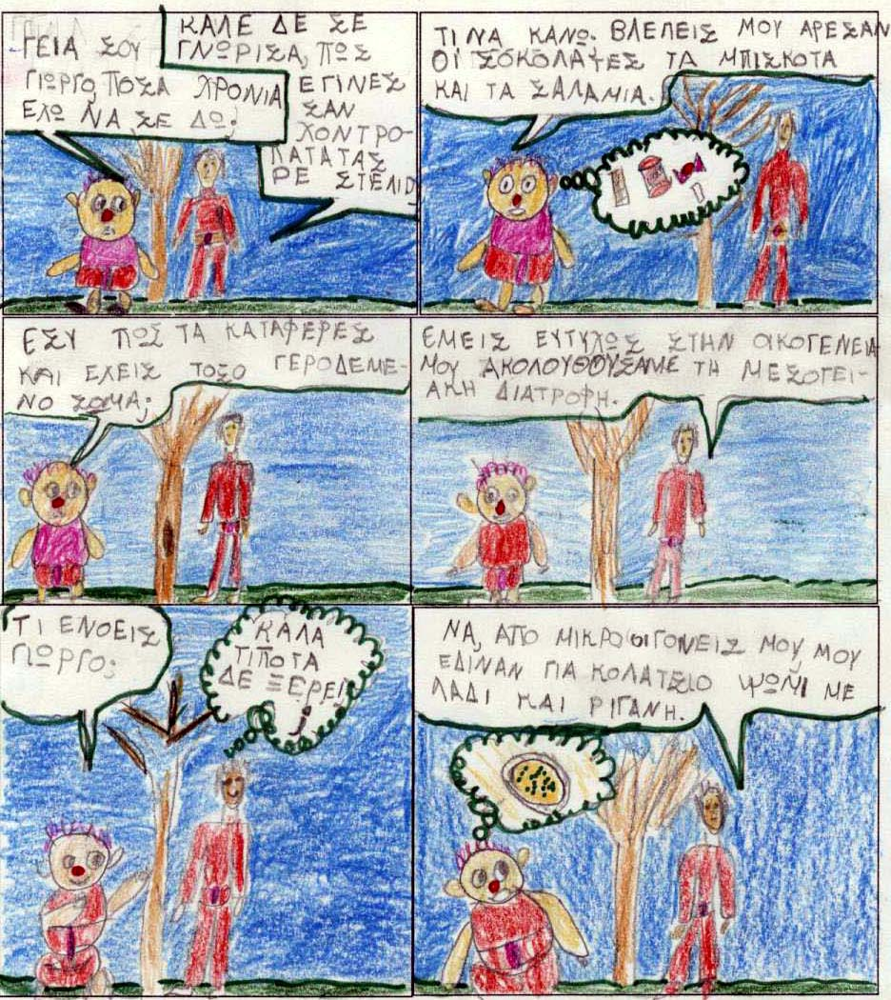 ΓΕΙΑ ΣΟΥ
ΓΙΩΡΓΟ, ΠΟΣΑ ΧΡΟΝΙΑ
ΕΧΩ ΝΑ ΣΕ ΔΩ;
ΚΑΛΕ ΔΕ ΣΕ
ΓΝΩΡΙΣΑ, ΠΩΣ
ΕΓΙΝΕΣ
ΣΑΝ
ΧΟΝΤΡΟ-
ΠΑΤΑΤΑΣ
ΡΕ ΣΤΕΛΙΟ
ΤΙ ΝΑ ΚΑΝΩ. ΒΛΕΠΕΙΣ ΜΟΥ ΑΡΕΣΑΝ
ΟΙ ΣΟΚΟΛΑΤΕΣ ΤΑ ΜΠΙΣΚΟΤΑ
ΚΑΙ ΤΑ ΣΑΛΑΜΙΑ.
ΕΣΥ ΠΩΣ ΤΑ ΚΑΤΑΦΕΡΕΣ
ΚΑΙ ΕΧΕΙΣ ΤΟΣΟ ΓΕΡΟΔΕΜΕ-
ΝΟ ΣΩΜΑ;
ΕΜΕΙΣ ΕΥΤΥΧΩΣ ΣΤΗΝ ΟΙΚΟΓΕΝΕΙΑ
ΜΟΥ ΑΚΟΛΟΥΘΟΥΣΑΜΕ ΤΗ ΜΕΣΟΓΕΙ-
ΑΚΗ ΔΙΑΤΡΟΦΗ.
ΤΙ ΕΝΟΕΙΣ
ΓΙΩΡΓΟ;
ΚΑΛΑ
ΤΙΠΟΤΑ
ΔΕ ΞΕΡΕΙ
!
ΝΑ, ΑΠΟ ΜΙΚΡΟ ΟΙ ΓΟΝΕΙΣ ΜΟΥ, ΜΟΥ
ΕΔΙΝΑΝ ΓΙΑ ΚΟΛΑΤΣΙΟ ΨΩΜΙ ΜΕ
ΛΑΔΙ ΚΑΙ ΡΙΓΑΝΗ.